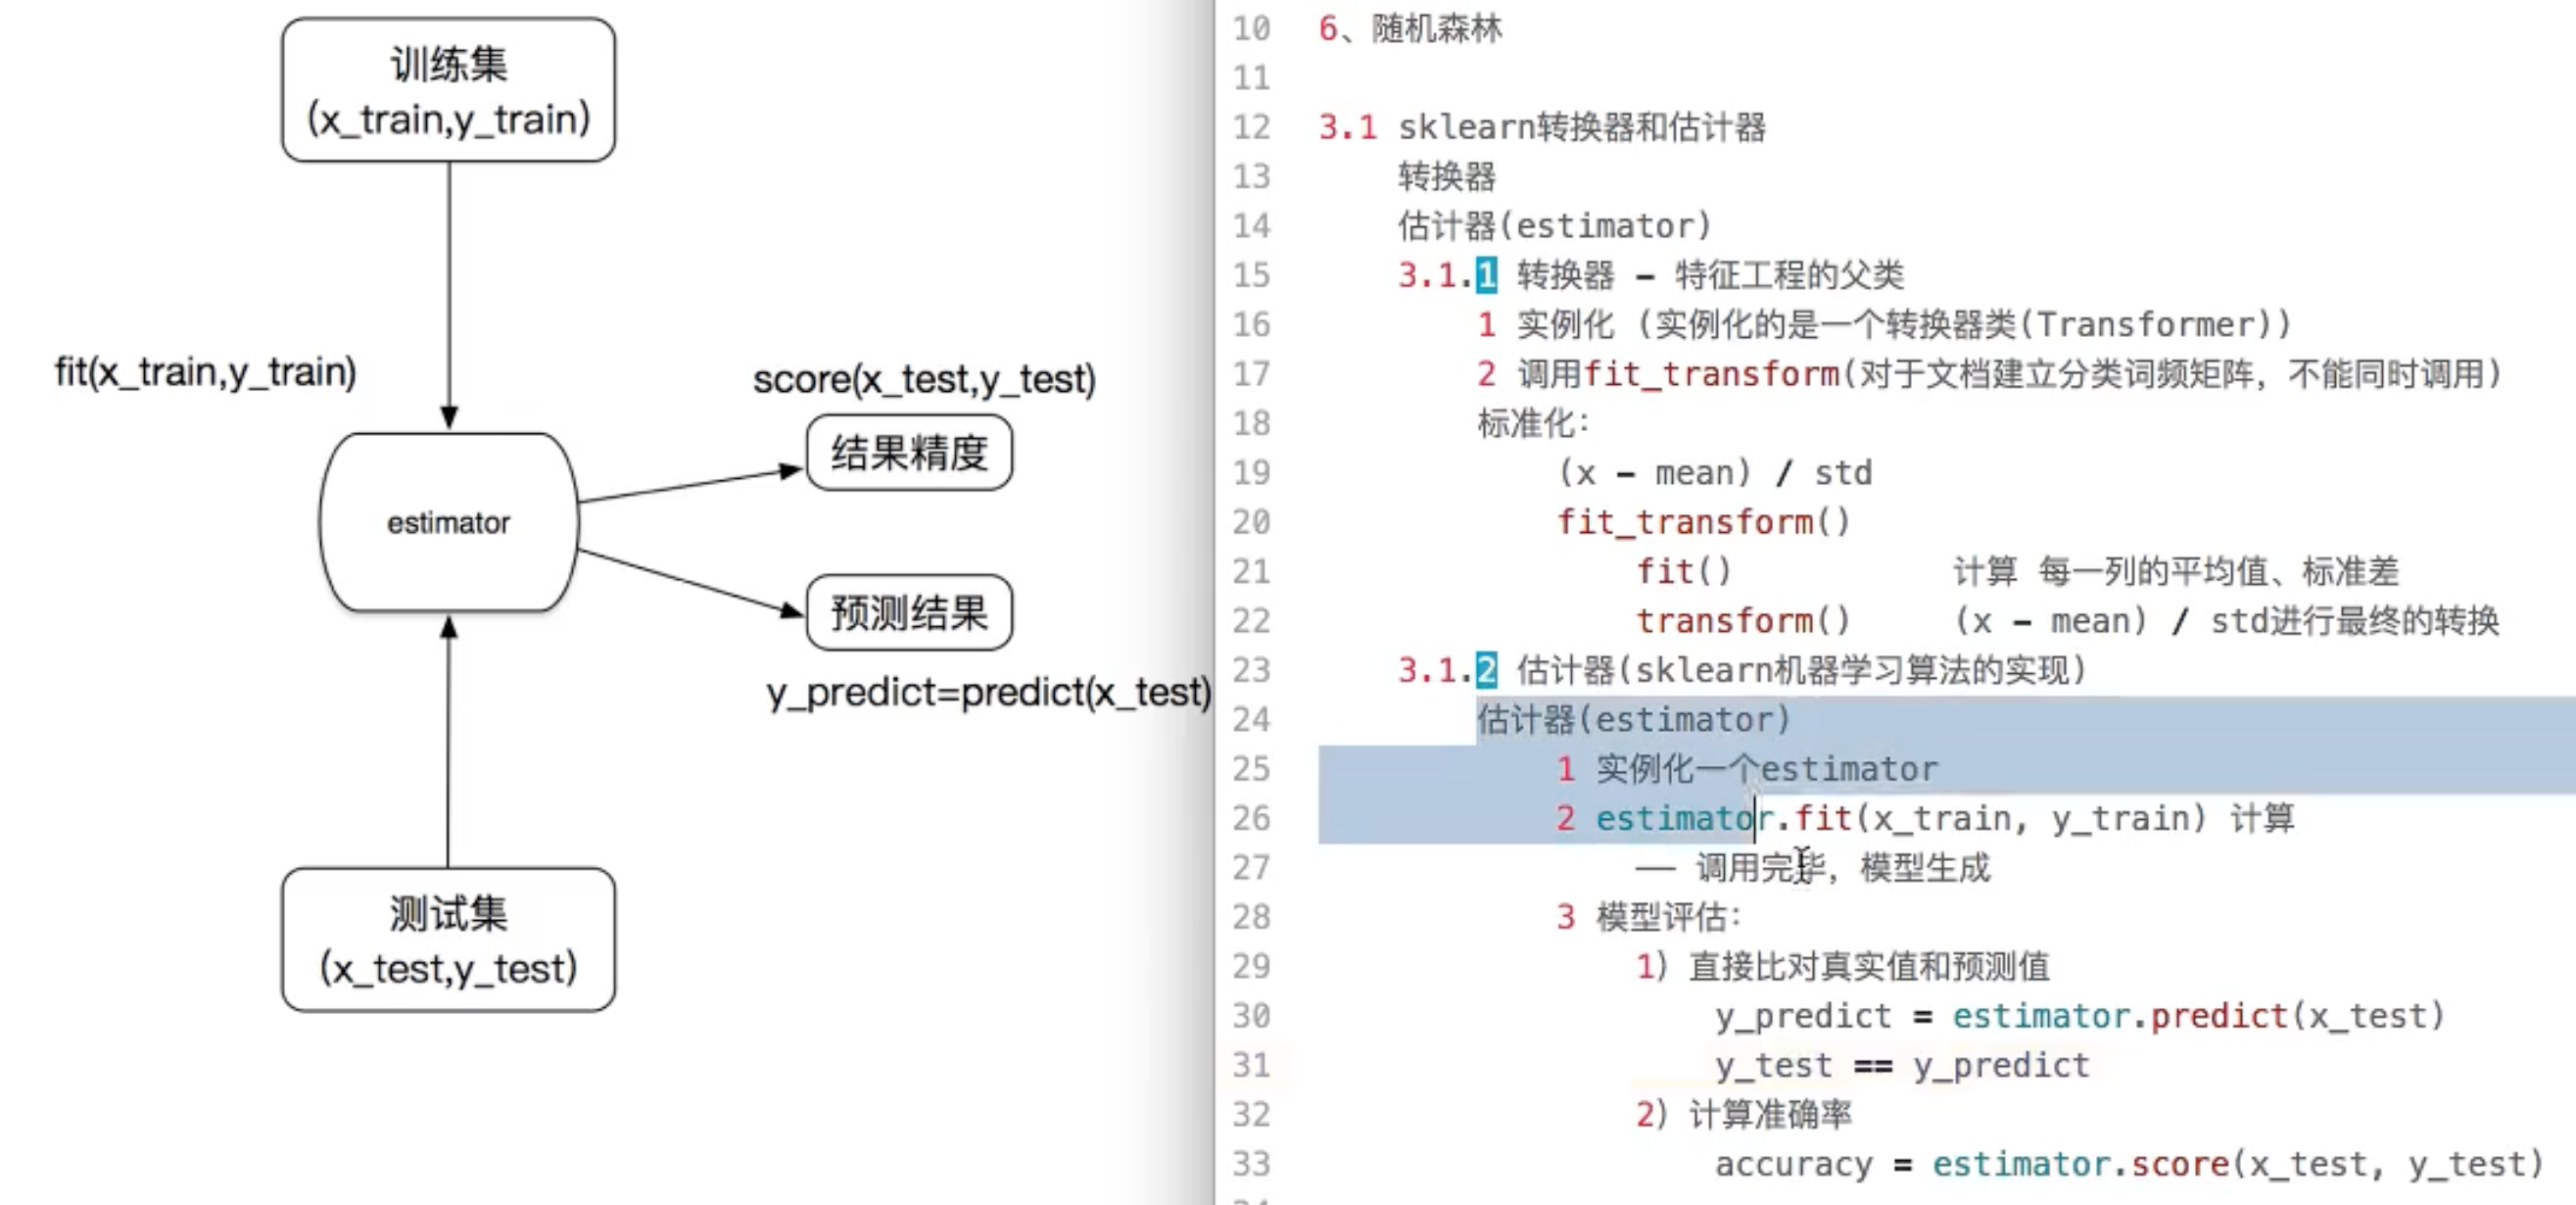 训练集
(x_train,y_train)
fit(x_train,y_train)
score(x_test,y_test)
结果精度
estimator
预测结果
y_predict=predict(x_test)
测试集
(x_test,y_test)
10 6、随机森林
11
12 3.1 sklearn转换器和估计器
13 转换器
14 估计器(estimator)
15 3.1.1 转换器 - 特征工程的父类
16 1 实例化 (实例化的是一个转换器类(Transformer))
17 2 调用fit_transform(对于文档建立分类词频矩阵，不能同时调用)
18 标准化：
19 (x - mean) / std
20 fit_transform()
21 fit() 计算 每一列的平均值、标准差
22 transform() (x - mean) / std进行最终的转换
23 3.1.2 估计器(sklearn机器学习算法的实现)
24 估计器(estimator)
25 1 实例化一个estimator
26 2 estimator.fit(x_train, y_train) 计算
27 —— 调用完毕，模型生成
28 3 模型评估：
29 1) 直接比对真实值和预测值
30 y_predict = estimator.predict(x_test)
31 y_test == y_predict
32 2) 计算准确率
33 accuracy = estimator.score(x_test, y_test)